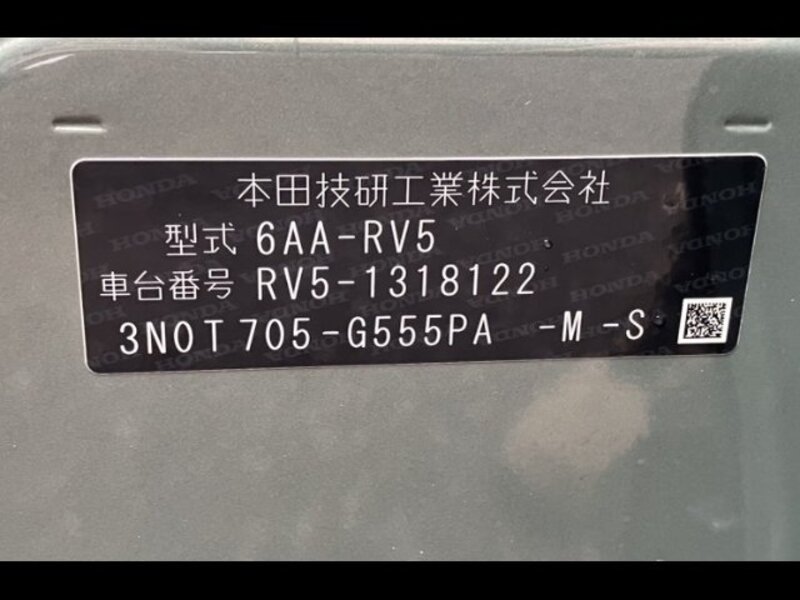 本田技研工業株式会社
型式 6AA-RV5
車台番号 RV5-1318122
3N0T705-G555PA -M -S